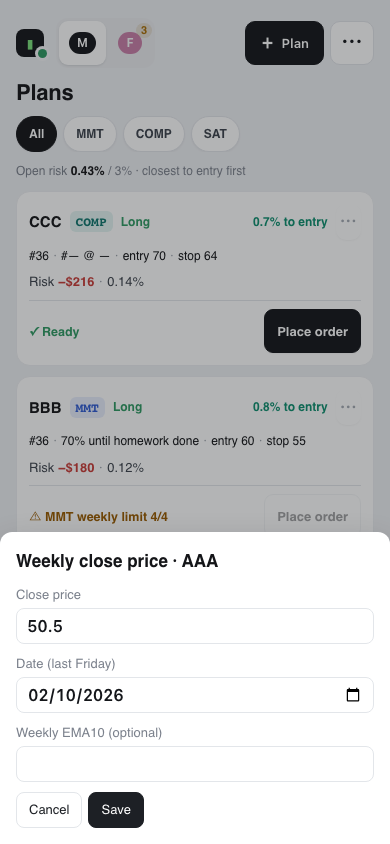 M
F
3
+ Plan
···
Plans
All
MMT
COMP
SAT
Open risk 0.43% / 3% · closest to entry first
CCC COMP Long 0.7% to entry ···
#36 · #— @ — · entry 70 · stop 64
Risk –$216 · 0.14%
✓ Ready
Place order
BBB MMT Long 0.8% to entry ···
#36 · 70% until homework done · entry 60 · stop 55
Risk –$180 · 0.12%
⚠ MMT weekly limit 4/4
Place order
Weekly close price · AAA
Close price
50.5
Date (last Friday)
02/10/2026
Weekly EMA10 (optional)
Cancel
Save